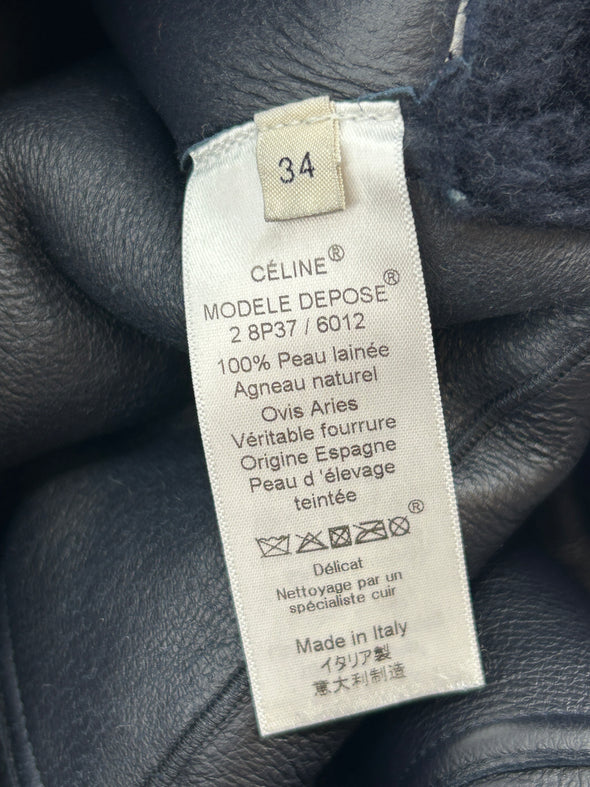 34
CÉLINE®
MODELE DEPOSE®
2 8P37 / 6012
100% Peau lainée
Agneau naturel
Ovis Aries
Véritable fourrure
Origine Espagne
Peau d'élevage
teintée
®
Délicat
Nettoyage par un
spécialiste cuir
Made in Italy
イタリア製
意大利制造